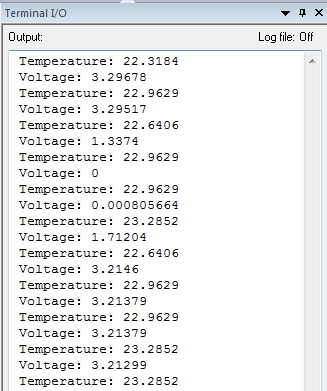 Terminal I/O
Output:
Log file: Off
Temperature: 22.3184
Voltage: 3.29678
Temperature: 22.9629
Voltage: 3.29517
Temperature: 22.6406
Voltage: 1.3374
Temperature: 22.9629
Voltage: 0
Temperature: 22.9629
Voltage: 0.000805664
Temperature: 23.2852
Voltage: 1.71204
Temperature: 22.6406
Voltage: 3.2146
Temperature: 22.9629
Voltage: 3.21379
Temperature: 22.9629
Voltage: 3.21379
Temperature: 23.2852
Voltage: 3.21299
Temperature: 23.2852